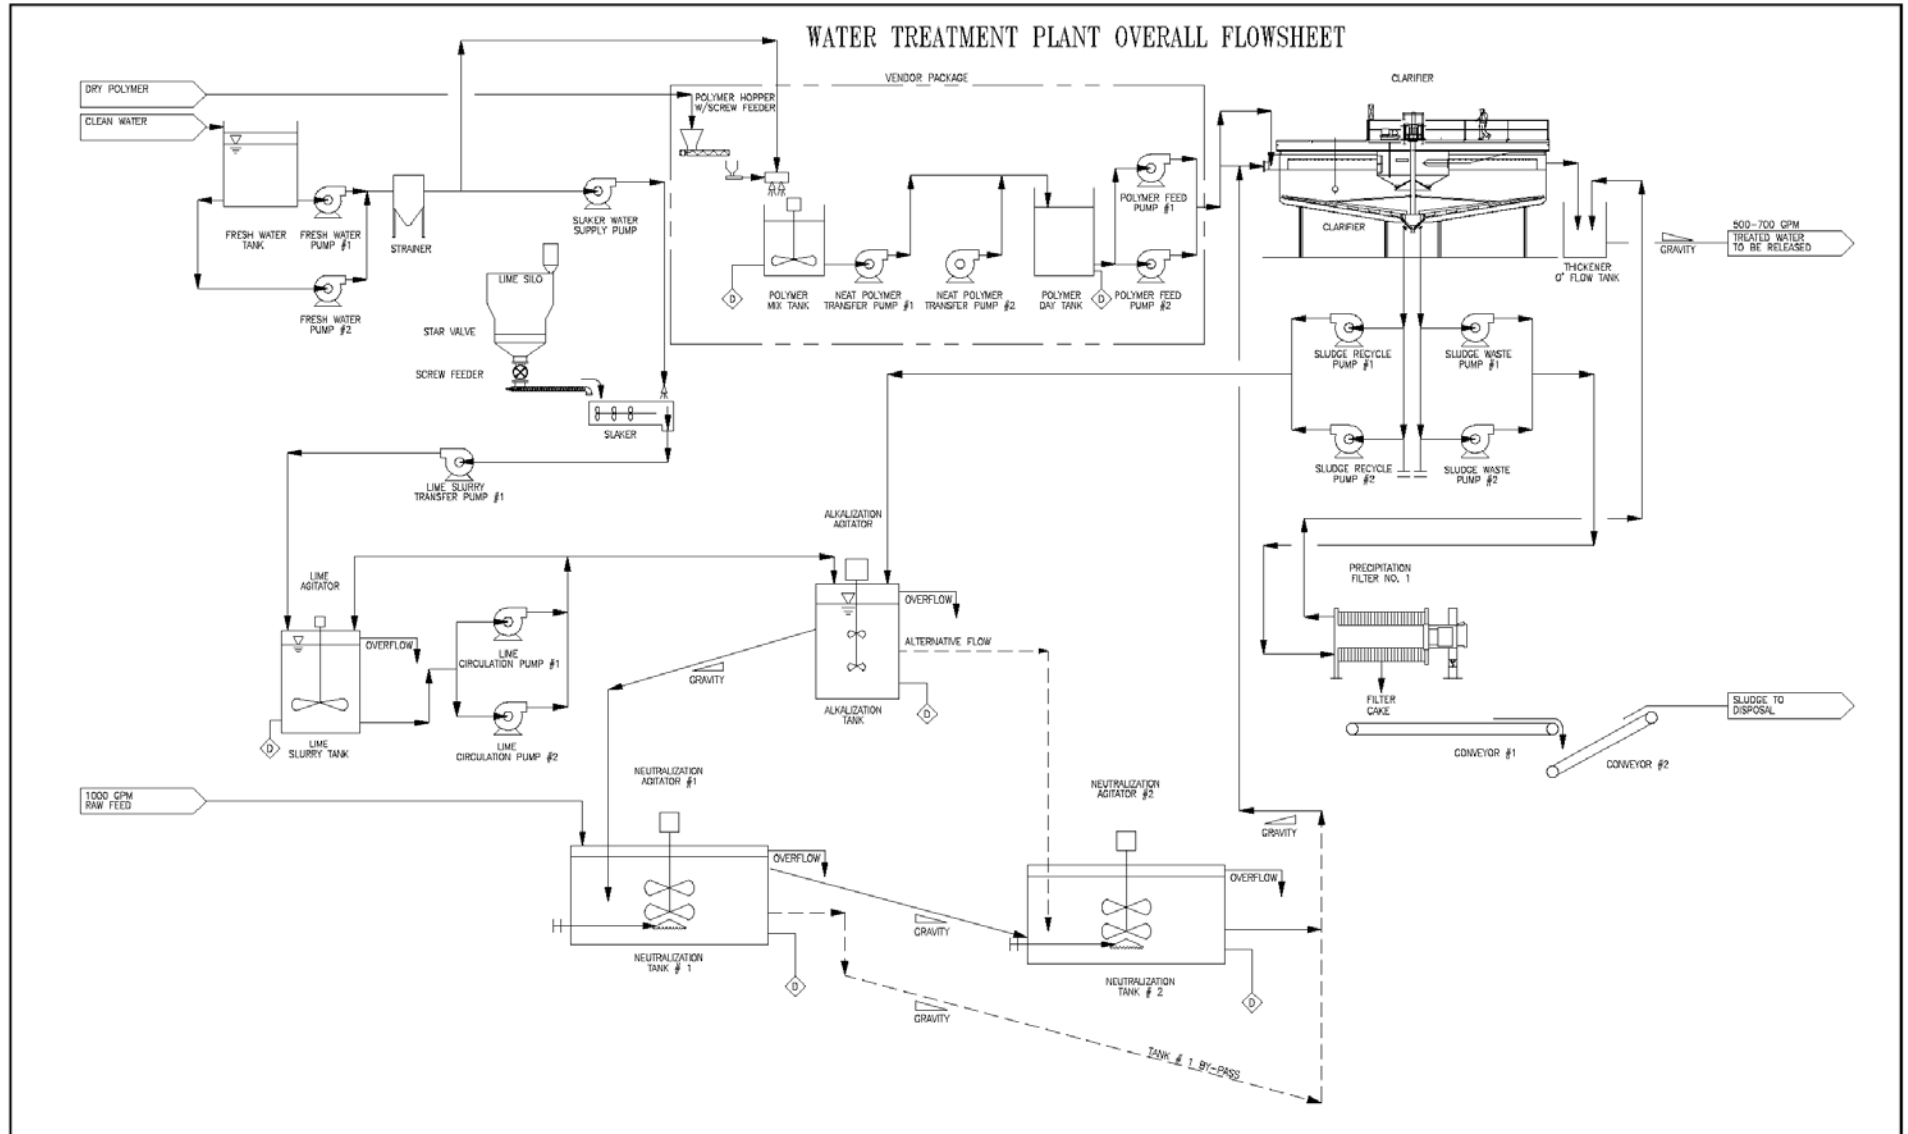 WATER TREATMENT PLANT OVERALL FLOWSHEET
VENDOR PACKAGE
CLARIFIER
DRY POLYMER
CLEAN WATER
POLYMER HOPPER
W/SCREW FEEDER
FRESH WATER
TANK
FRESH WATER
PUMP #1
STRAINER
SLAKER WATER
SUPPLY PUMP
POLYMER FEED
PUMP #1
CLARIFIER
500-700 GPM
TREATED WATER
TO BE RELEASED
GRAVITY
THICKENER
O" FLOW TANK
FRESH WATER
PUMP #2
LIME SILO
STAR VALVE
SCREW FEEDER
SLAKER
D
POLYMER
MIX TANK
NEAT POLYMER
TRANSFER PUMP #1
NEAT POLYMER
TRANSFER PUMP #2
POLYMER
DAY TANK
D
POLYMER FEED
PUMP #2
SLUDGE RECYCLE
PUMP #1
SLUDGE WASTE
PUMP #1
SLUDGE RECYCLE
PUMP #2
SLUDGE WASTE
PUMP #2
LIME SLURRY
TRANSFER PUMP #1
ALKALIZATION
AGITATOR
LIME
AGITATOR
OVERFLOW
LIME
CIRCULATION PUMP #1
OVERFLOW
ALTERNATIVE FLOW
GRAVITY
PRECIPITATION
FILTER NO. 1
FILTER
CAKE
D
LIME
SLURRY TANK
LIME
CIRCULATION PUMP #2
ALKALIZATION
TANK
D
SLUDGE TO
DISPOSAL
CONVEYOR #1
CONVEYOR #2
1000 GPM
RAW FEED
NEUTRALIZATION
AGITATOR #1
NEUTRALIZATION
AGITATOR #2
GRAVITY
OVERFLOW
OVERFLOW
GRAVITY
NEUTRALIZATION
TANK # 1
D
NEUTRALIZATION
TANK # 2
D
GRAVITY
TANK # 1 BY-PASS